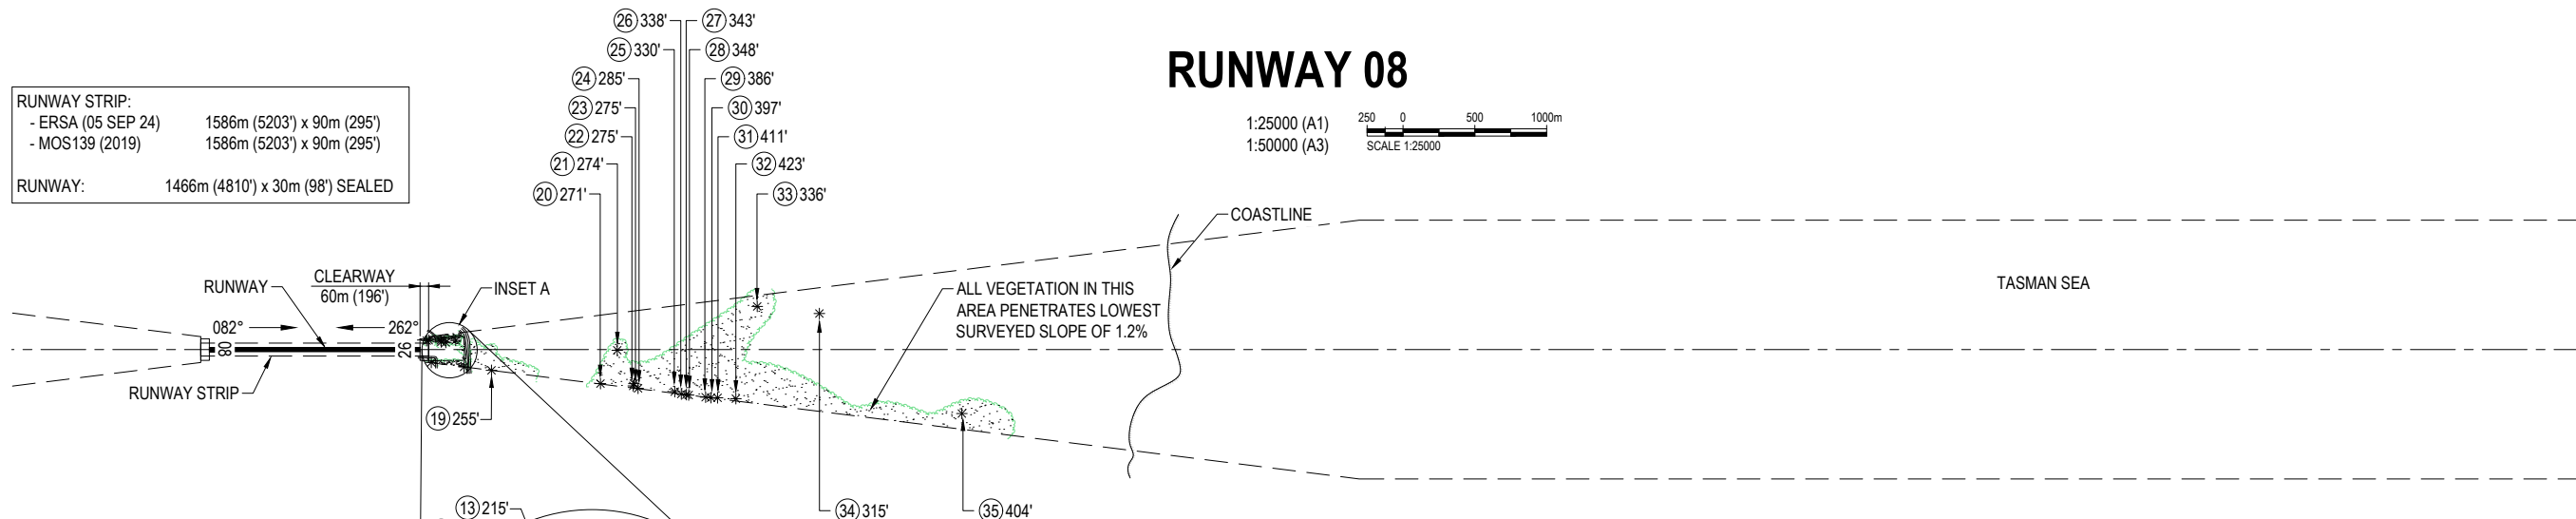 26 338'
27 343'
25 330'
28 348'
24 285'
29 386'
23 275'
30 397'
22 275'
31 411'
21 274'
32 423'
20 271'
33 336'
RUNWAY 08
1:25000 (A1)
1:50000 (A3)
250 0 500 1000m
SCALE 1:25000
RUNWAY STRIP:
- ERSA (05 SEP 24) 1586m (5203') x 90m (295')
- MOS139 (2019) 1586m (5203') x 90m (295')
RUNWAY: 1466m (4810') x 30m (98') SEALED
COASTLINE
TASMAN SEA
RUNWAY
CLEARWAY
60m (196')
INSET A
ALL VEGETATION IN THIS
AREA PENETRATES LOWEST
SURVEYED SLOPE OF 1.2%
082°
262°
08
26
RUNWAY STRIP
19 255'
13 215'
34 315'
35 404'